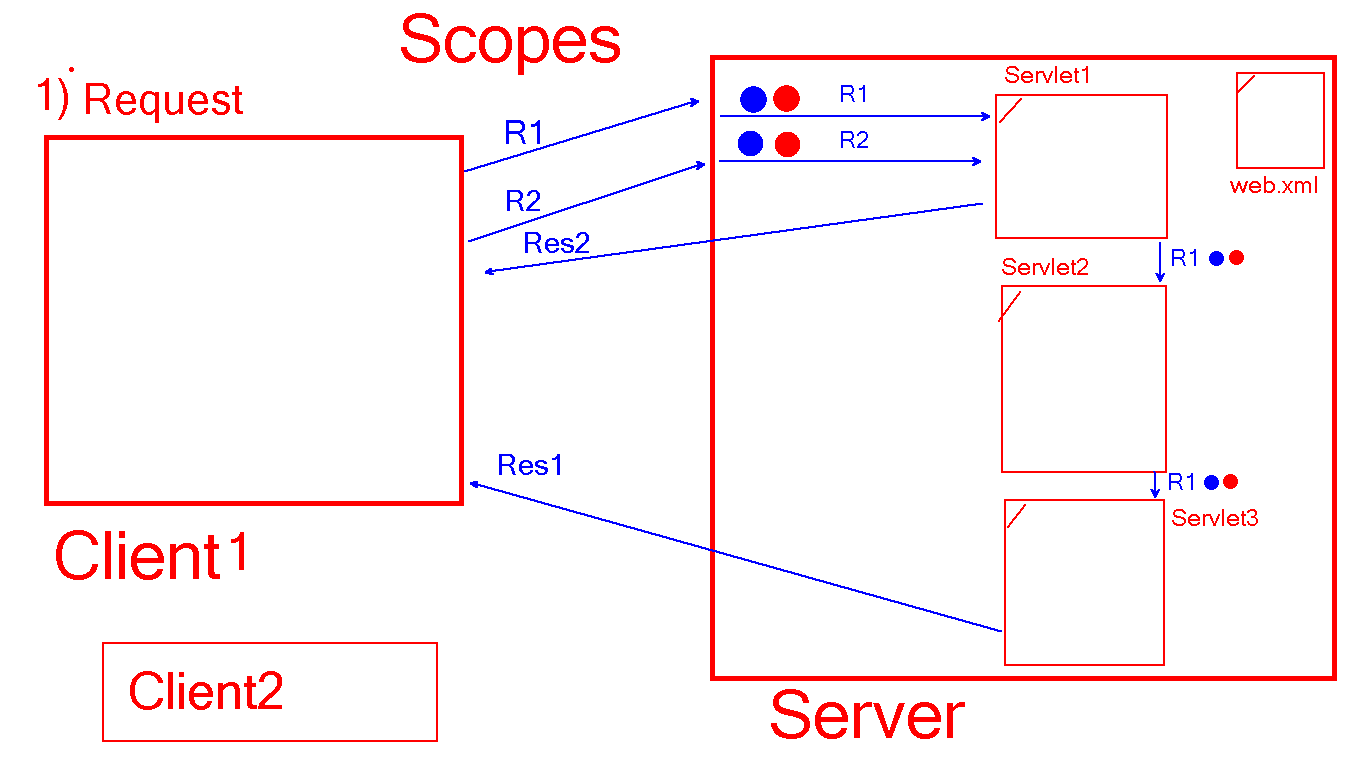 Scopes
1) Request
Servlet1
R1
R1
R2
web.xml
R2
Res2
R1
Servlet2
Res1
R1
Servlet3
Client1
Client2
Server